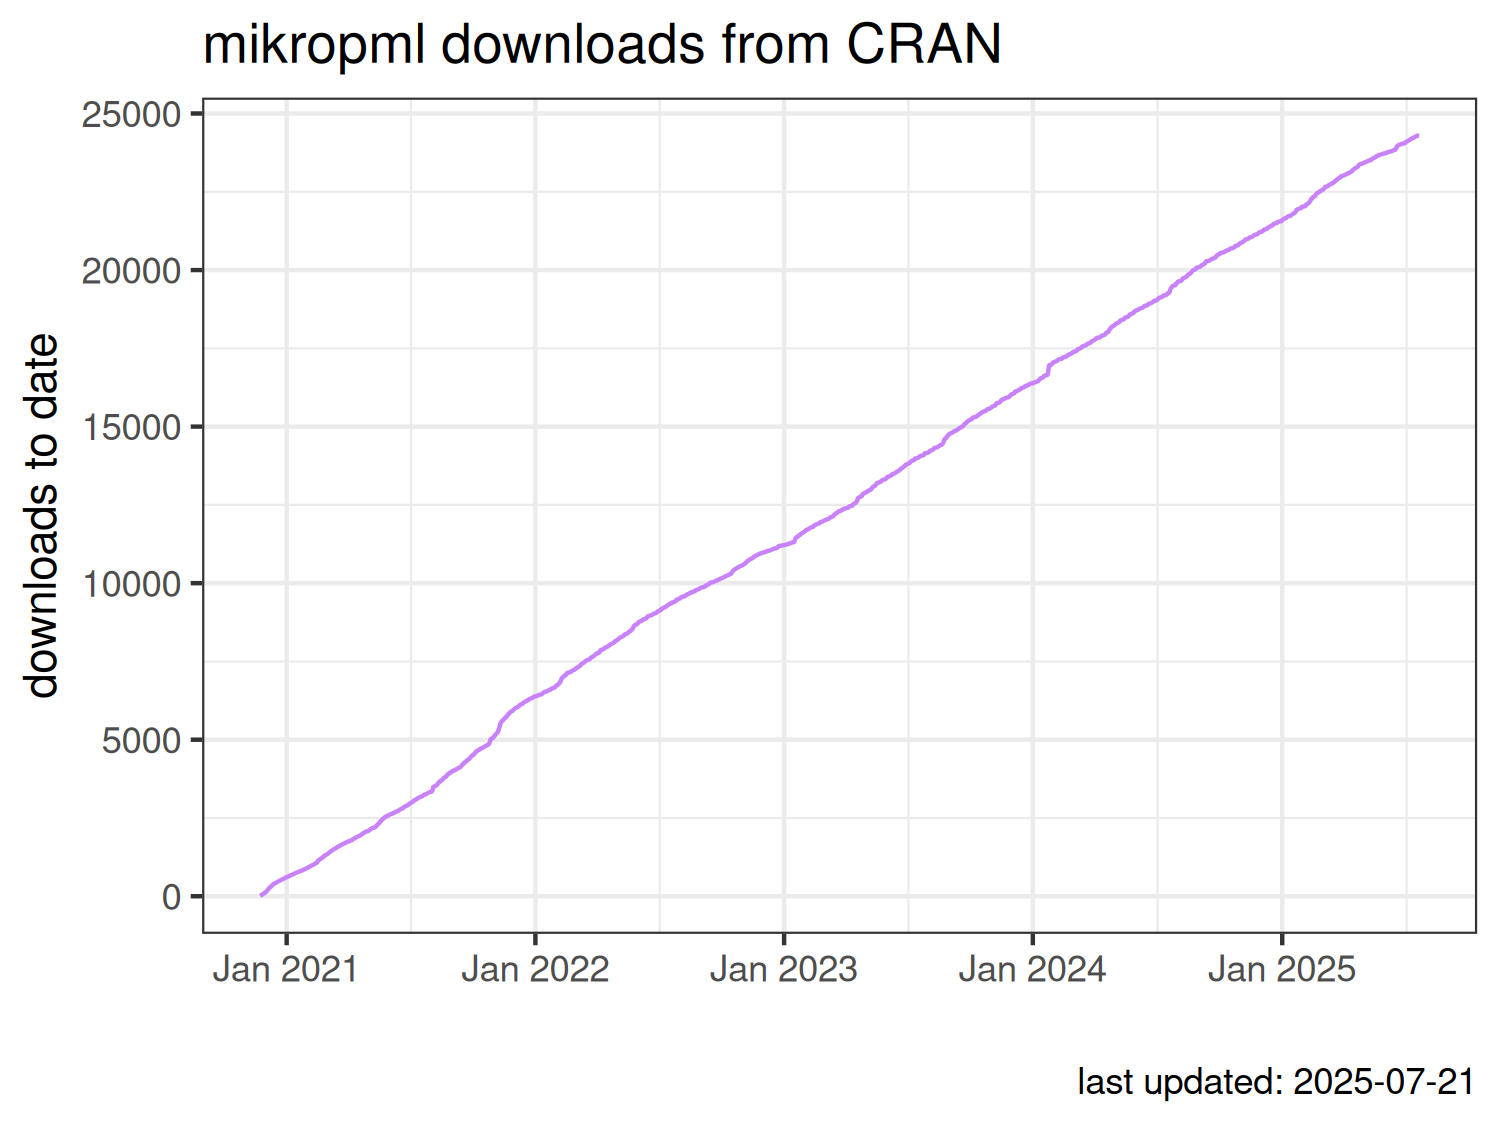 mikropml downloads from CRAN
25000
20000
15000
10000
5000
0
downloads to date
Jan 2021 Jan 2022 Jan 2023 Jan 2024 Jan 2025
last updated: 2025-07-21